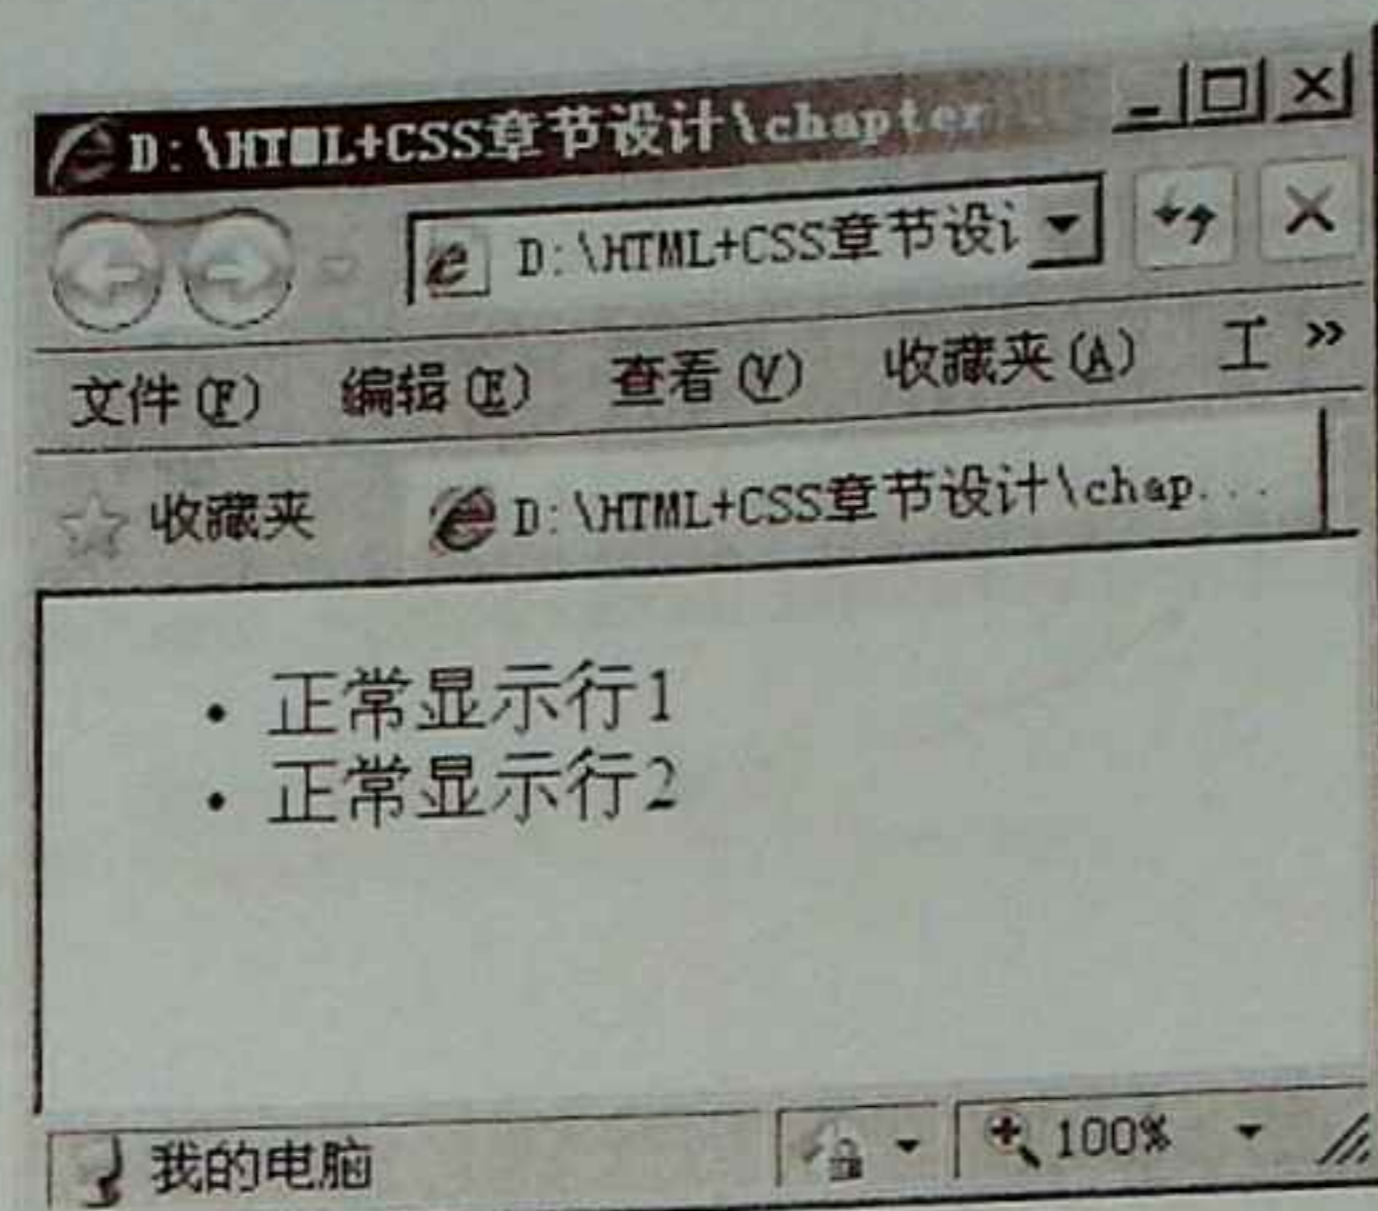 D:\HTML+CSS章节设计\chapter
D:\HTML+CSS章节设计
文件(F) 编辑(E) 查看(V) 收藏夹(A) 工 »
收藏夹 D:\HTML+CSS章节设计\chap...
• 正常显示行1
• 正常显示行2
我的电脑 100%